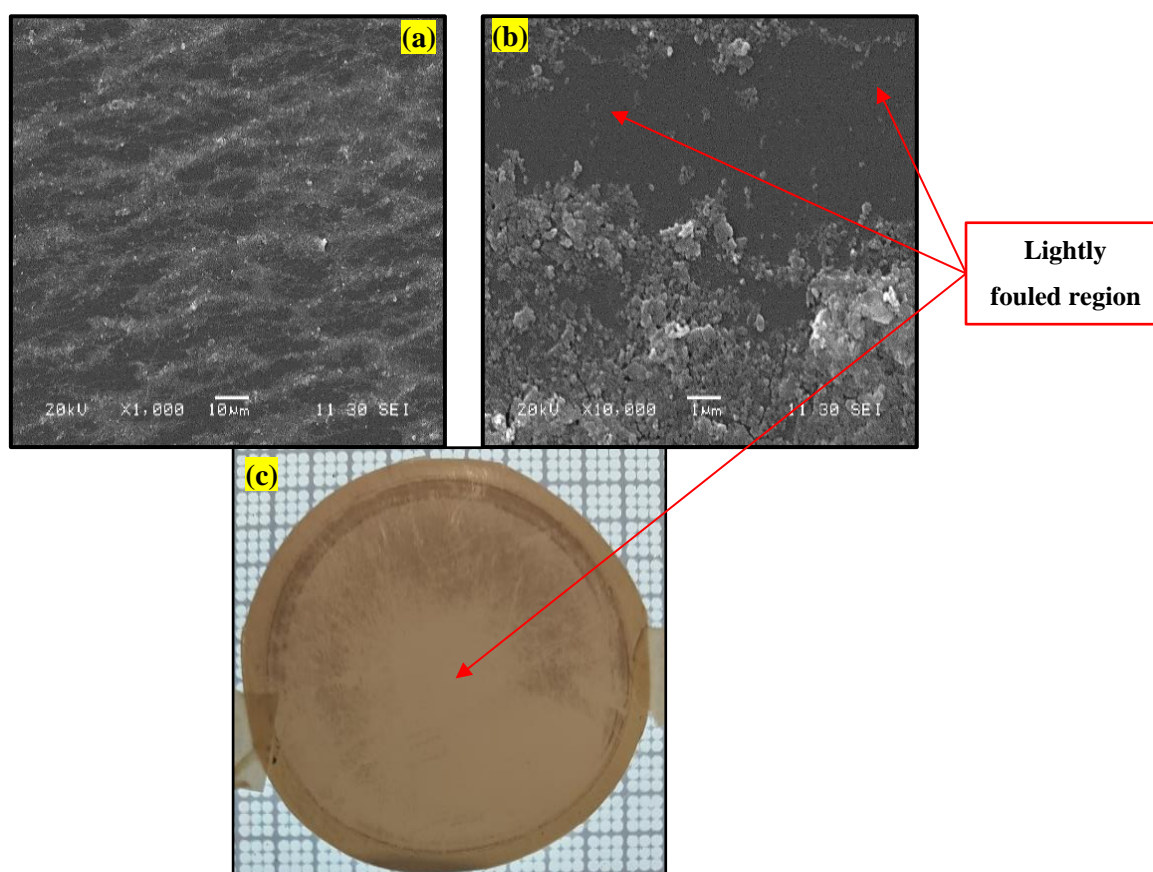 (a)
(b)
20kV X1,000 10μm 11 30 SEI
20kV X10,000 1μm 11 30 SEI
Lightly
fouled region
(c)